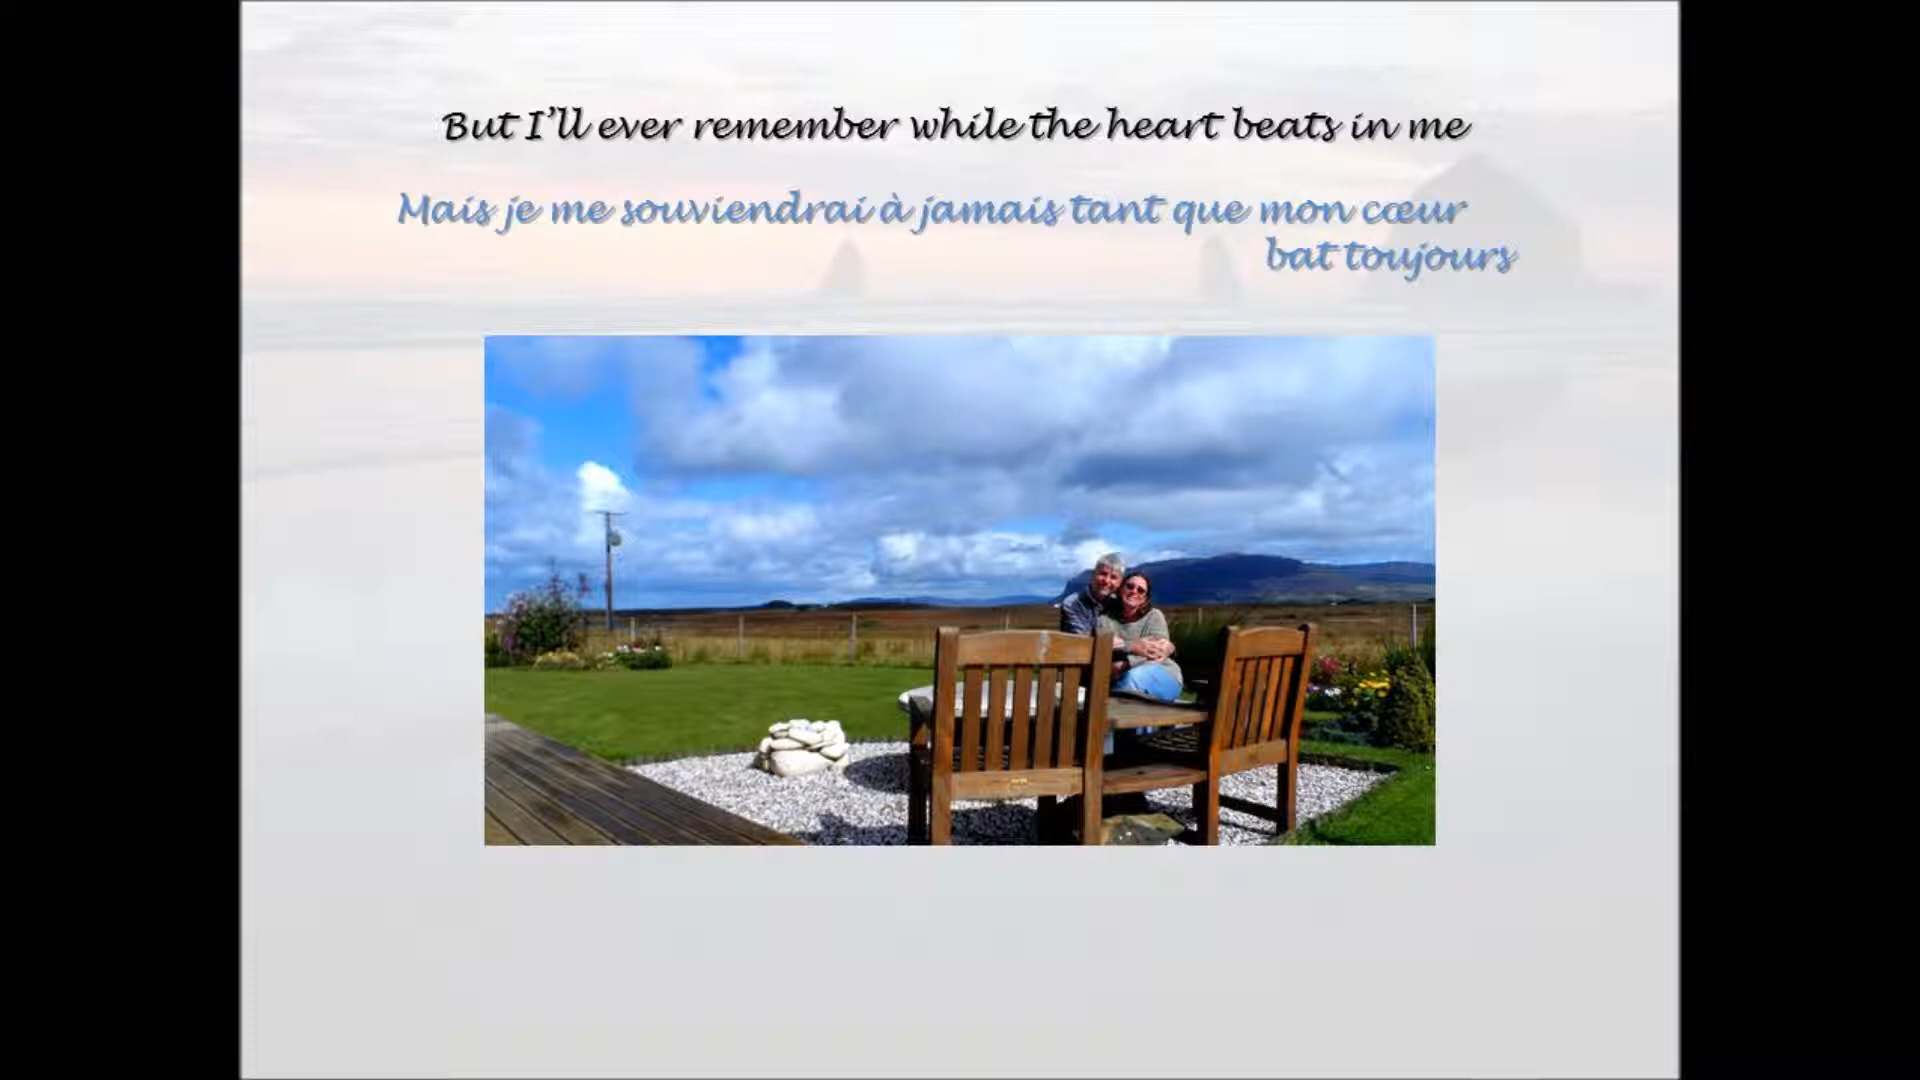 But I’ll ever remember while the heart beats in me
Mais je me souviendrai à jamais tant que mon cœur
bat toujours